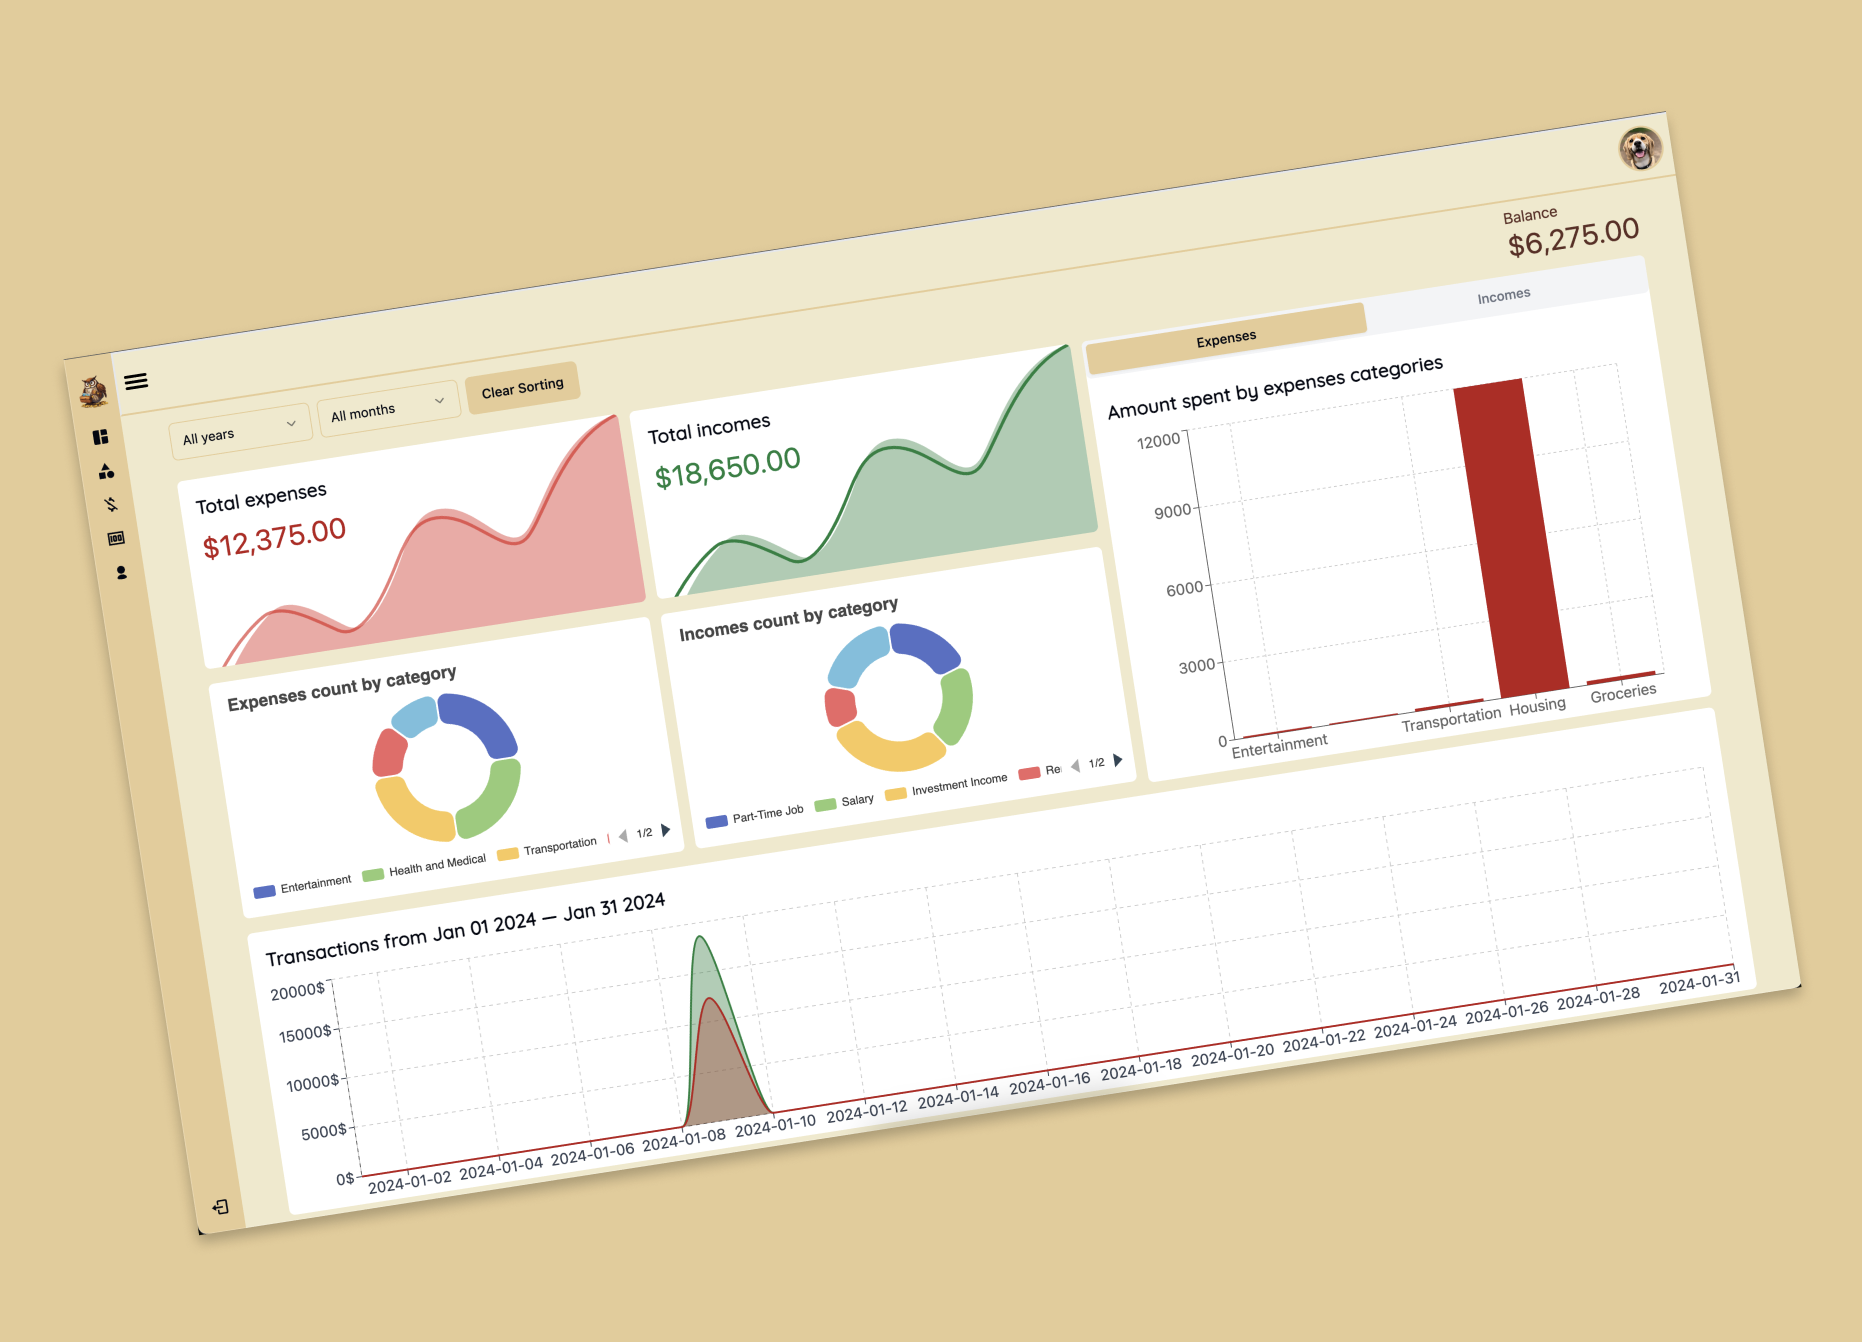 Balance
$6,275.00
All years
All months
Clear Sorting
Total expenses
$12,375.00
Total incomes
$18,650.00
Expenses
Incomes
Amount spent by expenses categories
12000
9000
6000
3000
0
Entertainment
Transportation
Housing
Groceries
Expenses count by category
Entertainment
Health and Medical
Transportation
1/2
Incomes count by category
Part-Time Job
Salary
Investment Income
Re
1/2
Transactions from Jan 01 2024 — Jan 31 2024
20000$
15000$
10000$
5000$
0$
2024-01-02
2024-01-04
2024-01-06
2024-01-08
2024-01-10
2024-01-12
2024-01-14
2024-01-16
2024-01-18
2024-01-20
2024-01-22
2024-01-24
2024-01-26
2024-01-28
2024-01-31